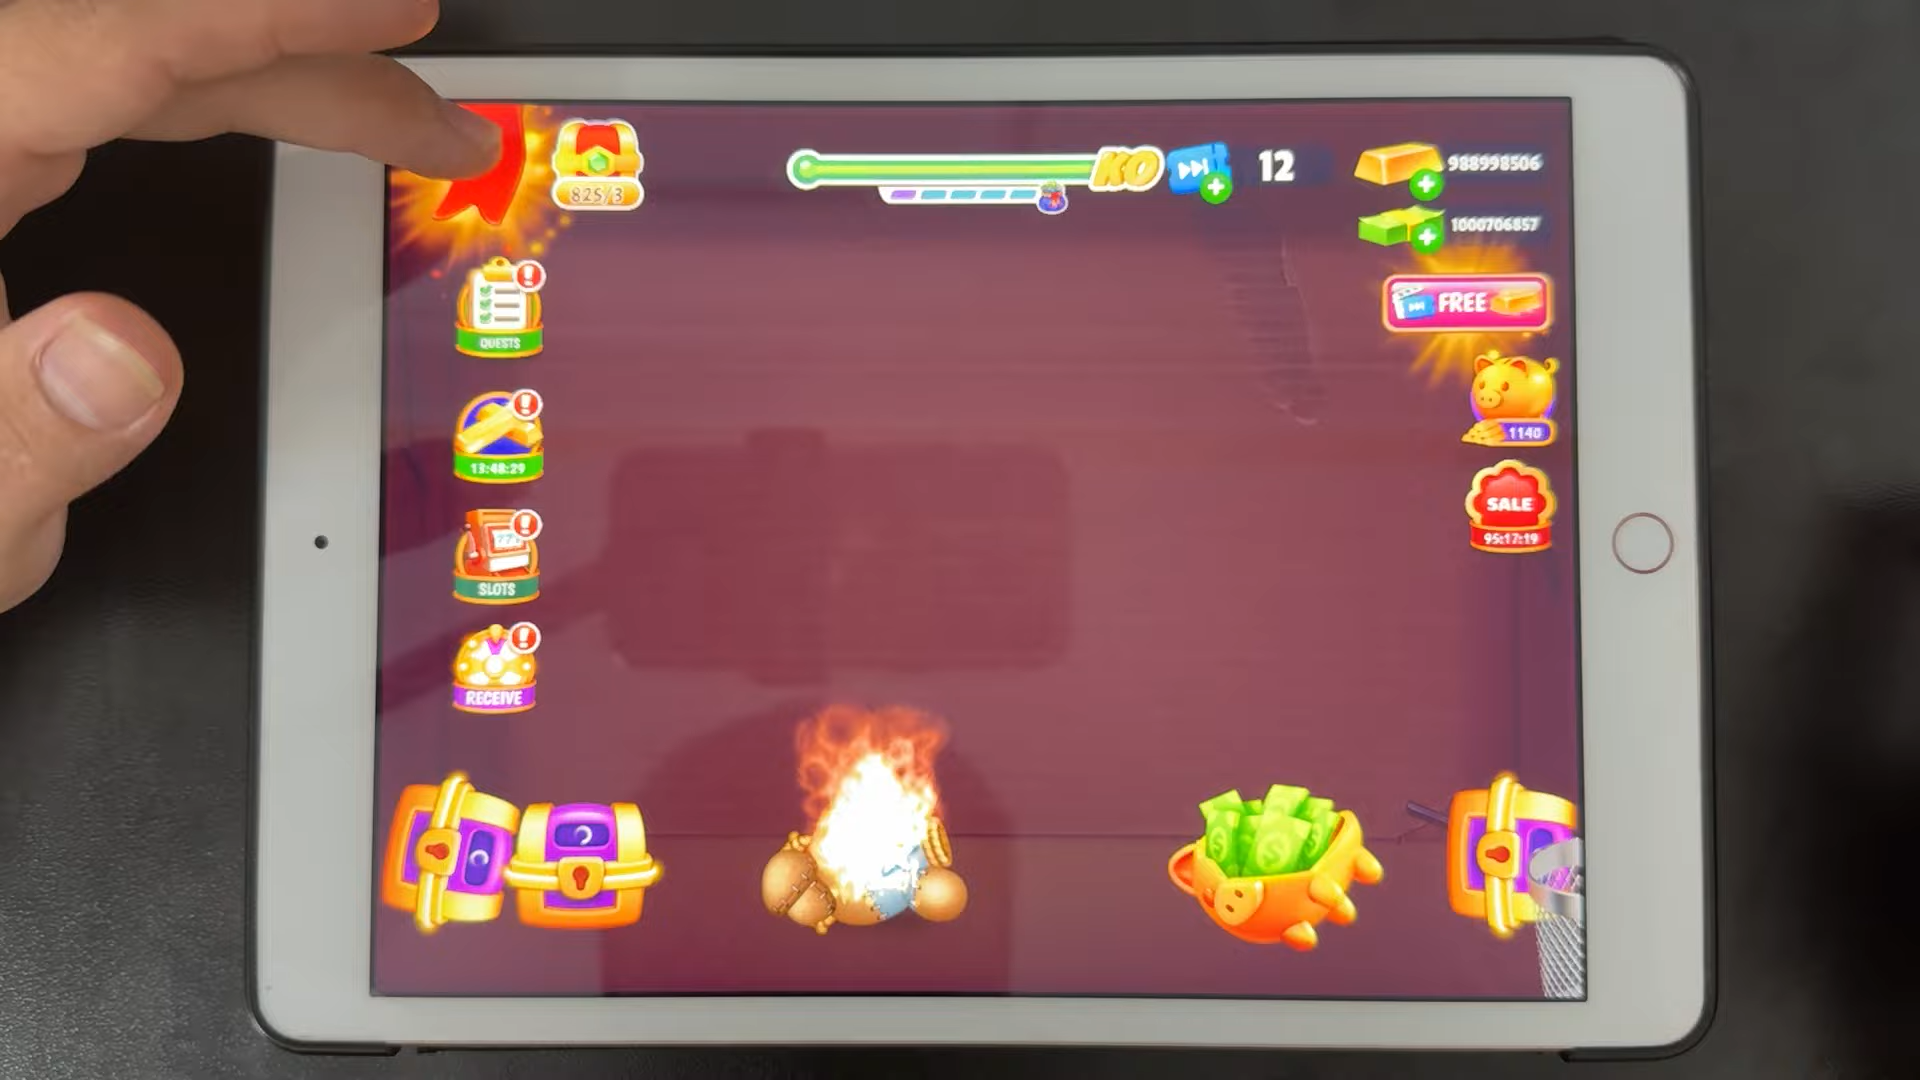 825/3
KO
12
988998506
1000706857
QUESTS
FREE
1140
13:48:29
SALE
95:17:19
SLOTS
RECEIVE